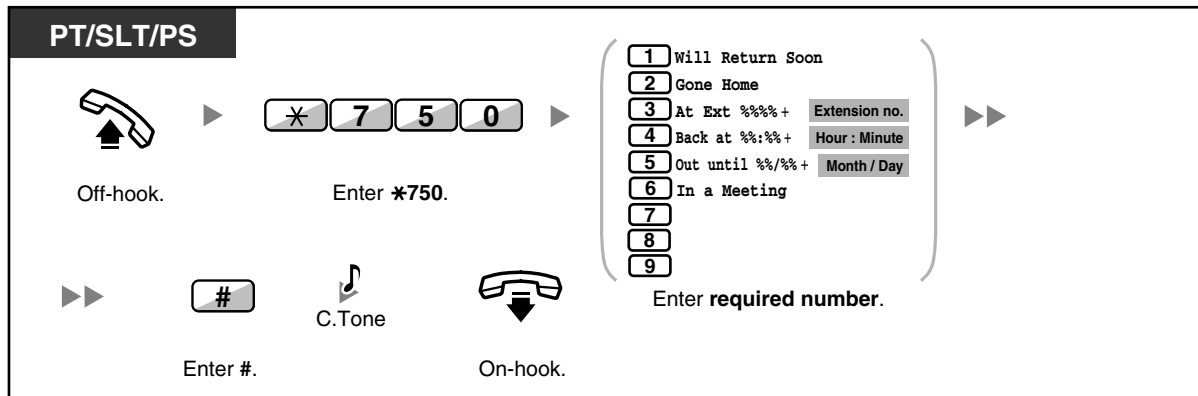 PT/SLT/PS
1 Will Return Soon
2 Gone Home
3 At Ext %%%% + Extension no.
4 Back at %%:%% + Hour : Minute
5 Out until %%/%% + Month / Day
6 In a Meeting
7
8
9
* 7 5 0
Off-hook.
Enter *750.
Enter required number.
#
C.Tone
Enter #.
On-hook.